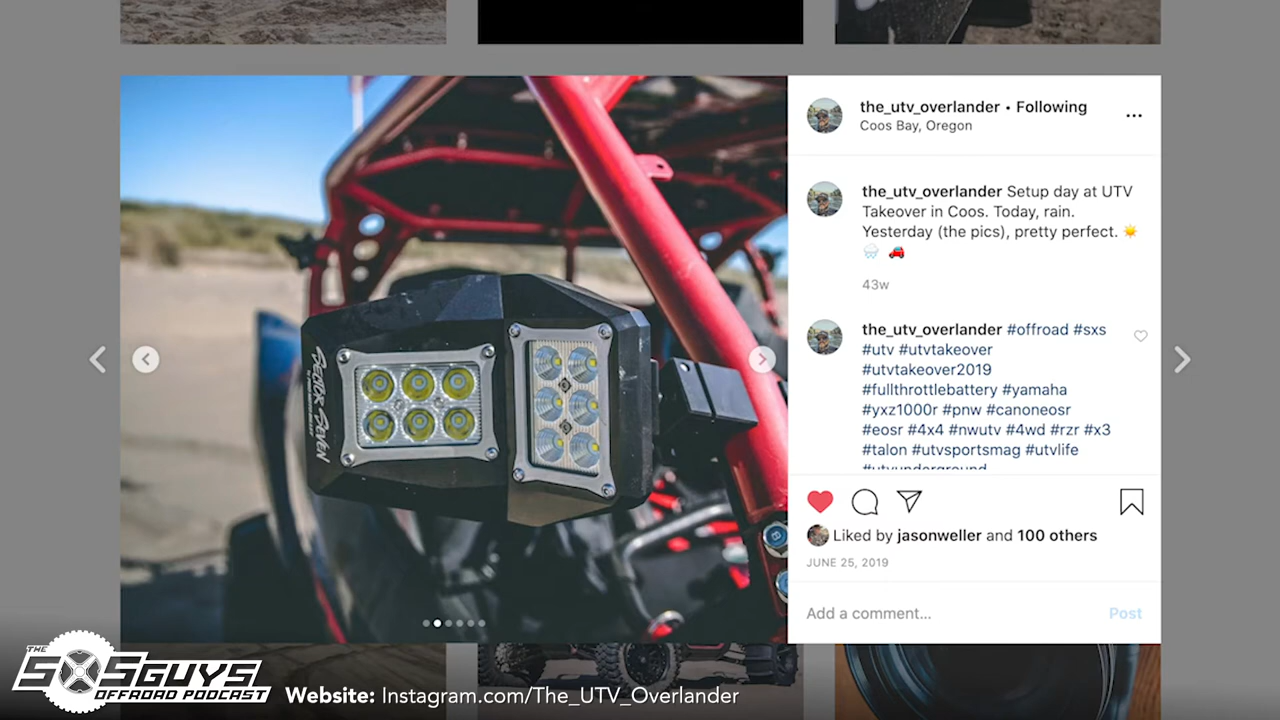 the_utv_overlander • Following
Coos Bay, Oregon
the_utv_overlander Setup day at UTV
Takeover in Coos. Today, rain.
Yesterday (the pics), pretty perfect. ☀️
🌧️ 🚗
43w
the_utv_overlander #offroad #sxs
#utv #utvtakeover
#utvtakeover2019
#fullthrottlebattery #yamaha
#yxz1000r #pnw #canoneosr
#eosr #4x4 #nwutv #4wd #rzr #x3
#talon #utvsportsmag #utvlife
#utvunderground
Liked by jasonweller and 100 others
JUNE 25, 2019
Add a comment... Post
SECTOR SEVEN
THE
SXSGUYS
OFFROAD PODCAST
Website: Instagram.com/The_UTV_Overlander